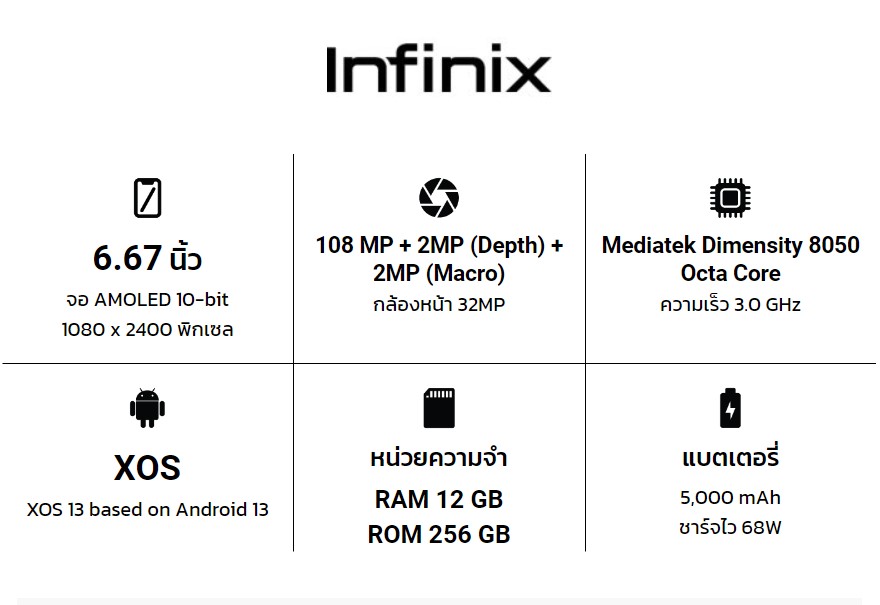 Infinix
6.67 นิ้ว
จอ AMOLED 10-bit
1080 x 2400 พิกเซล
108 MP + 2MP (Depth) +
2MP (Macro)
กล้องหน้า 32MP
Mediatek Dimensity 8050
Octa Core
ความเร็ว 3.0 GHz
XOS
XOS 13 based on Android 13
หน่วยความจำ
RAM 12 GB
ROM 256 GB
แบตเตอรี่
5,000 mAh
ชาร์จไว 68W